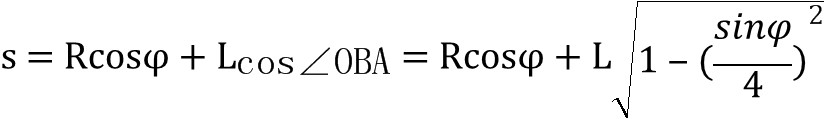 s = Rcosφ + Lcos∠OBA = Rcosφ + L√(1 − (sinφ/4)²)